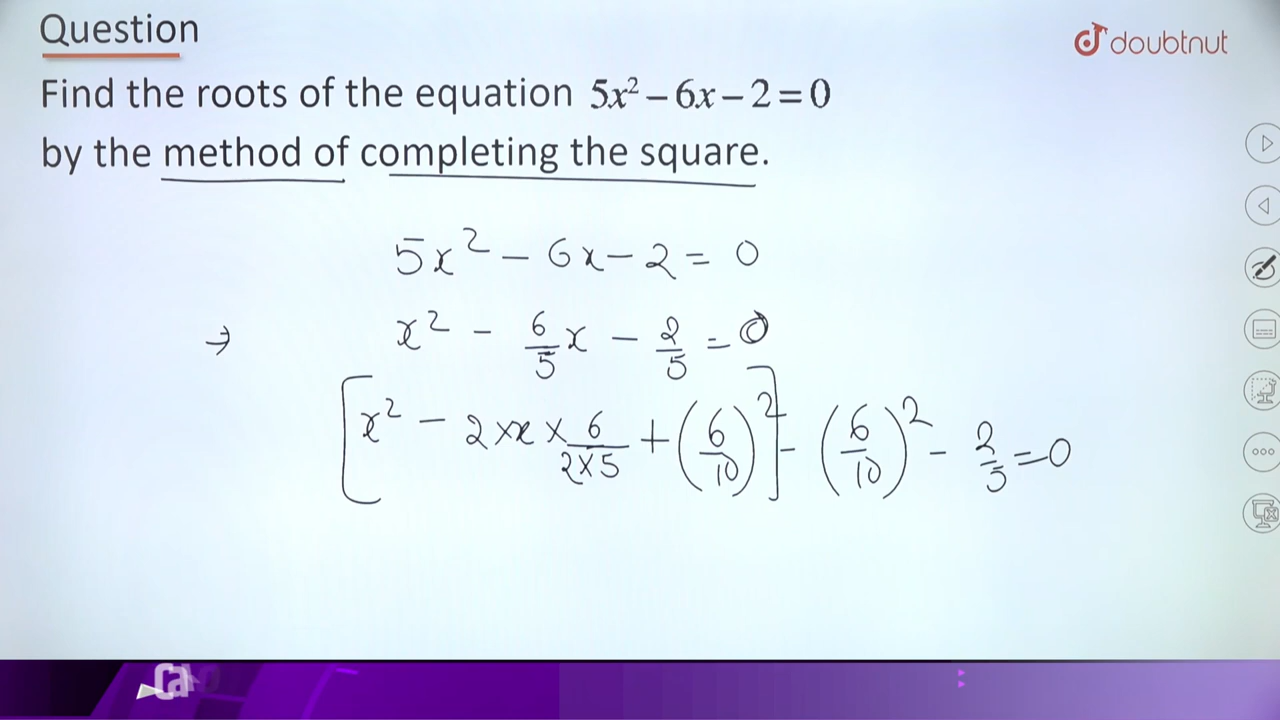 Question
doubtnut
Find the roots of the equation 5x² – 6x – 2 = 0
by the method of completing the square.
5x² – 6x – 2 = 0
→ x² – 6/5 x – 2/5 = 0
[x² – 2 × x × 6/(2×5) + (6/10)²] – (6/10)² – 2/5 = 0